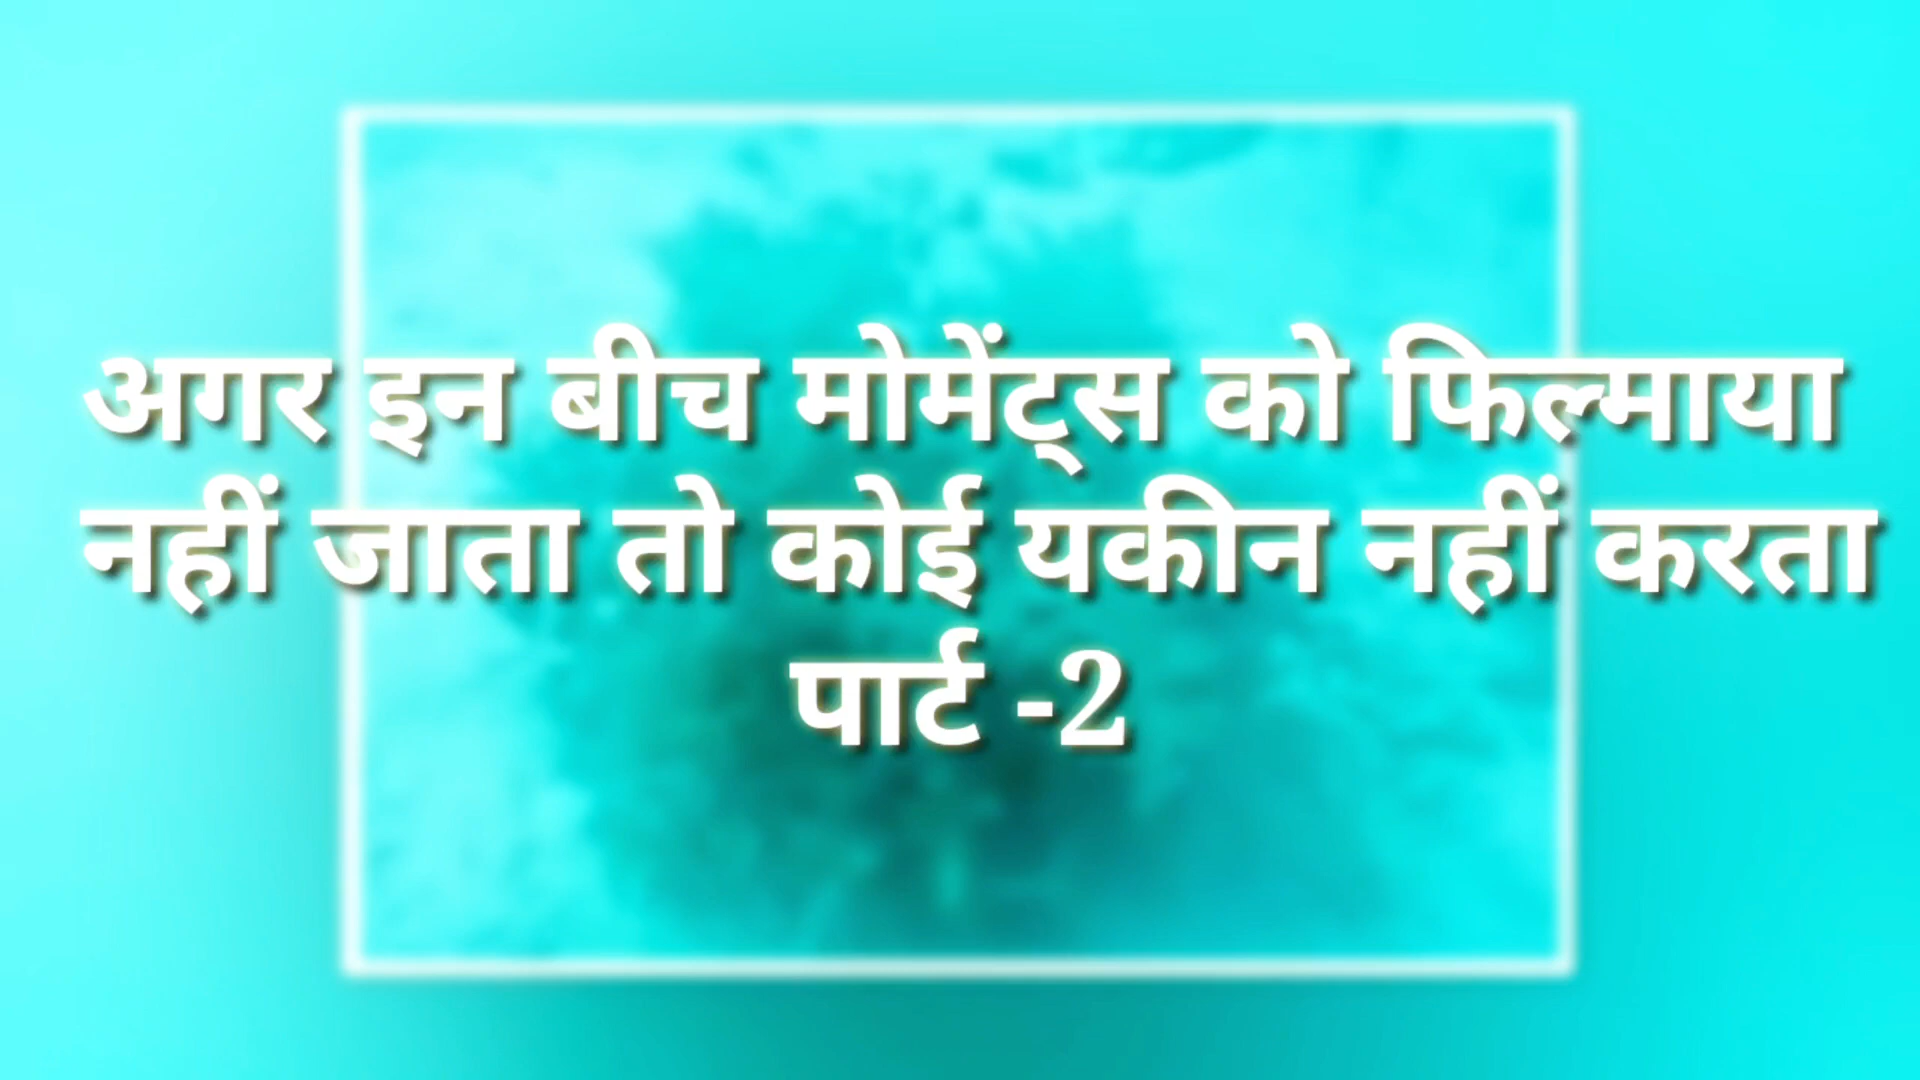 अगर इन बीच मोमेंट्स को फिल्माया
नहीं जाता तो कोई यकीन नहीं करता
पार्ट -2